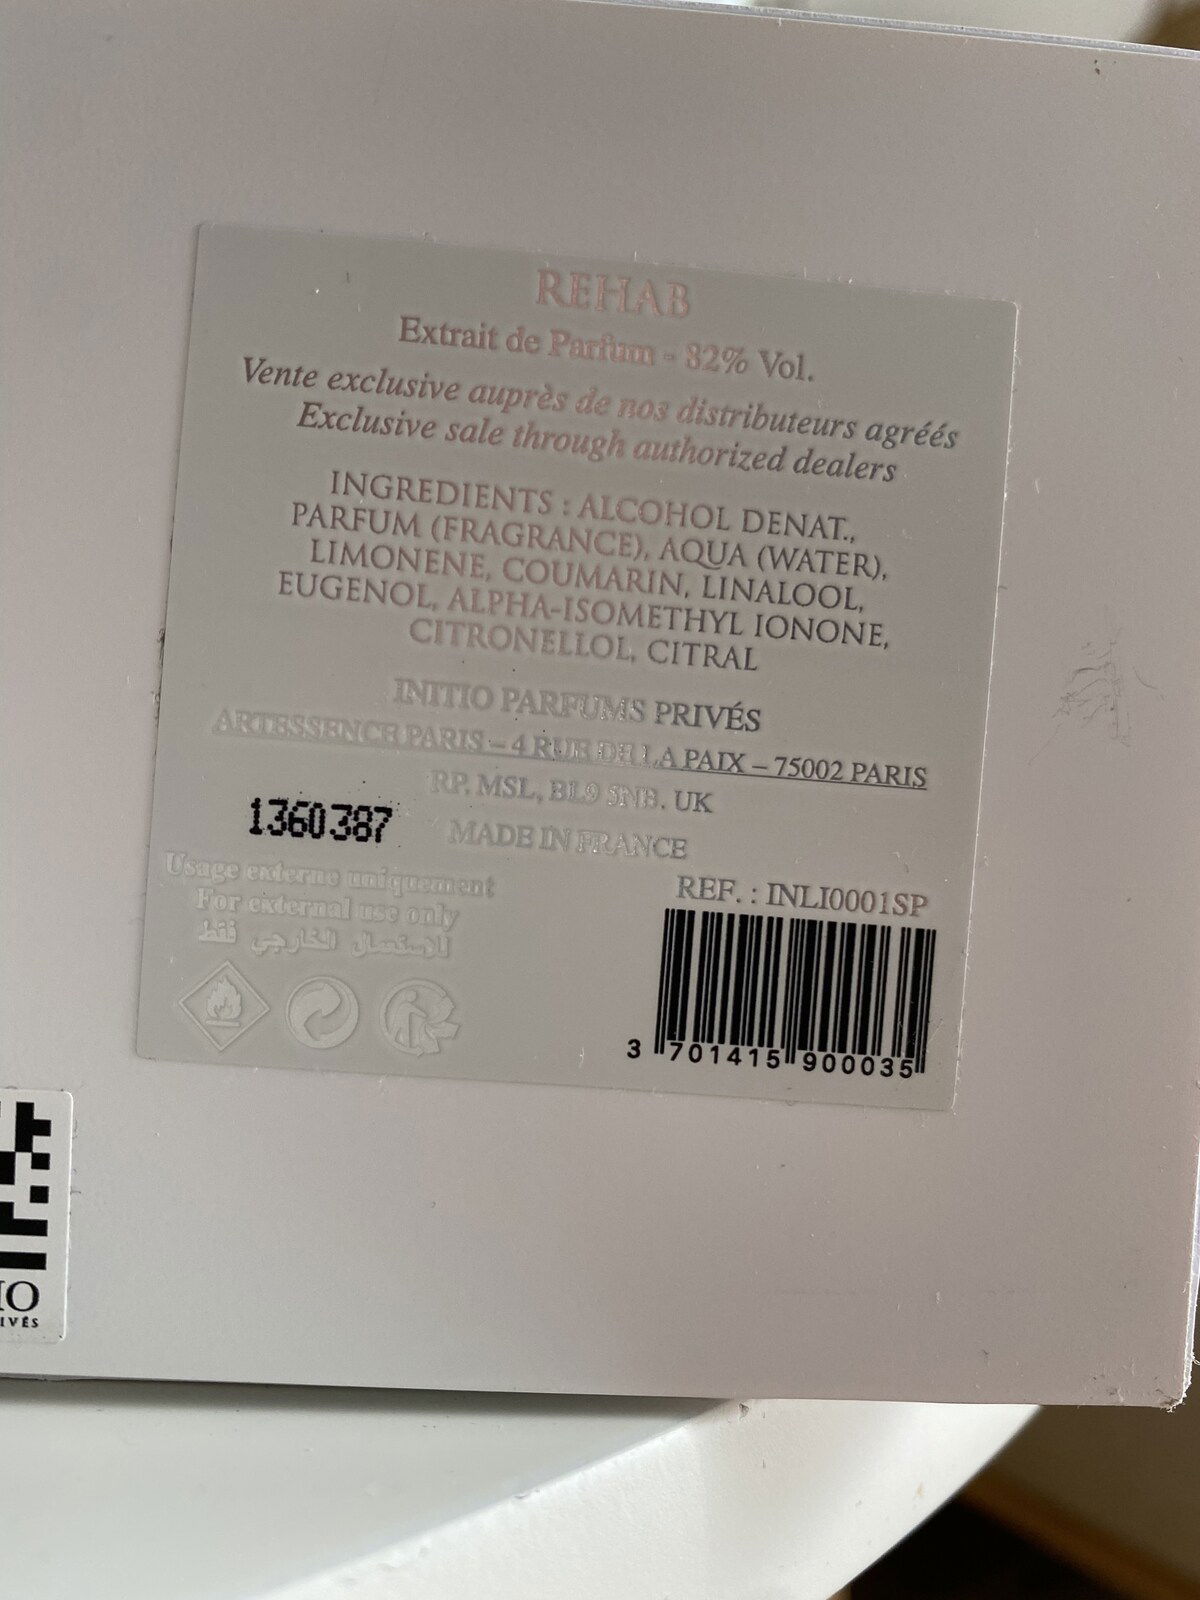 REHAB
Extrait de Parfum - 82% Vol.
Vente exclusive auprès de nos distributeurs agréés
Exclusive sale through authorized dealers
INGREDIENTS : ALCOHOL DENAT.,
PARFUM (FRAGRANCE), AQUA (WATER),
LIMONENE, COUMARIN, LINALOOL,
EUGENOL, ALPHA-ISOMETHYL IONONE,
CITRONELLOL, CITRAL
INITIO PARFUMS PRIVÉS
ARTESSENCE PARIS – 4 RUE DE LA PAIX – 75002 PARIS
RP. MSL, BL9 5NB. UK
1360387
MADE IN FRANCE
Usage externe uniquement
For external use only
للاستعمال الخارجي فقط
REF. : INLI0001SP
3 701415 900035
IO
IVÉS